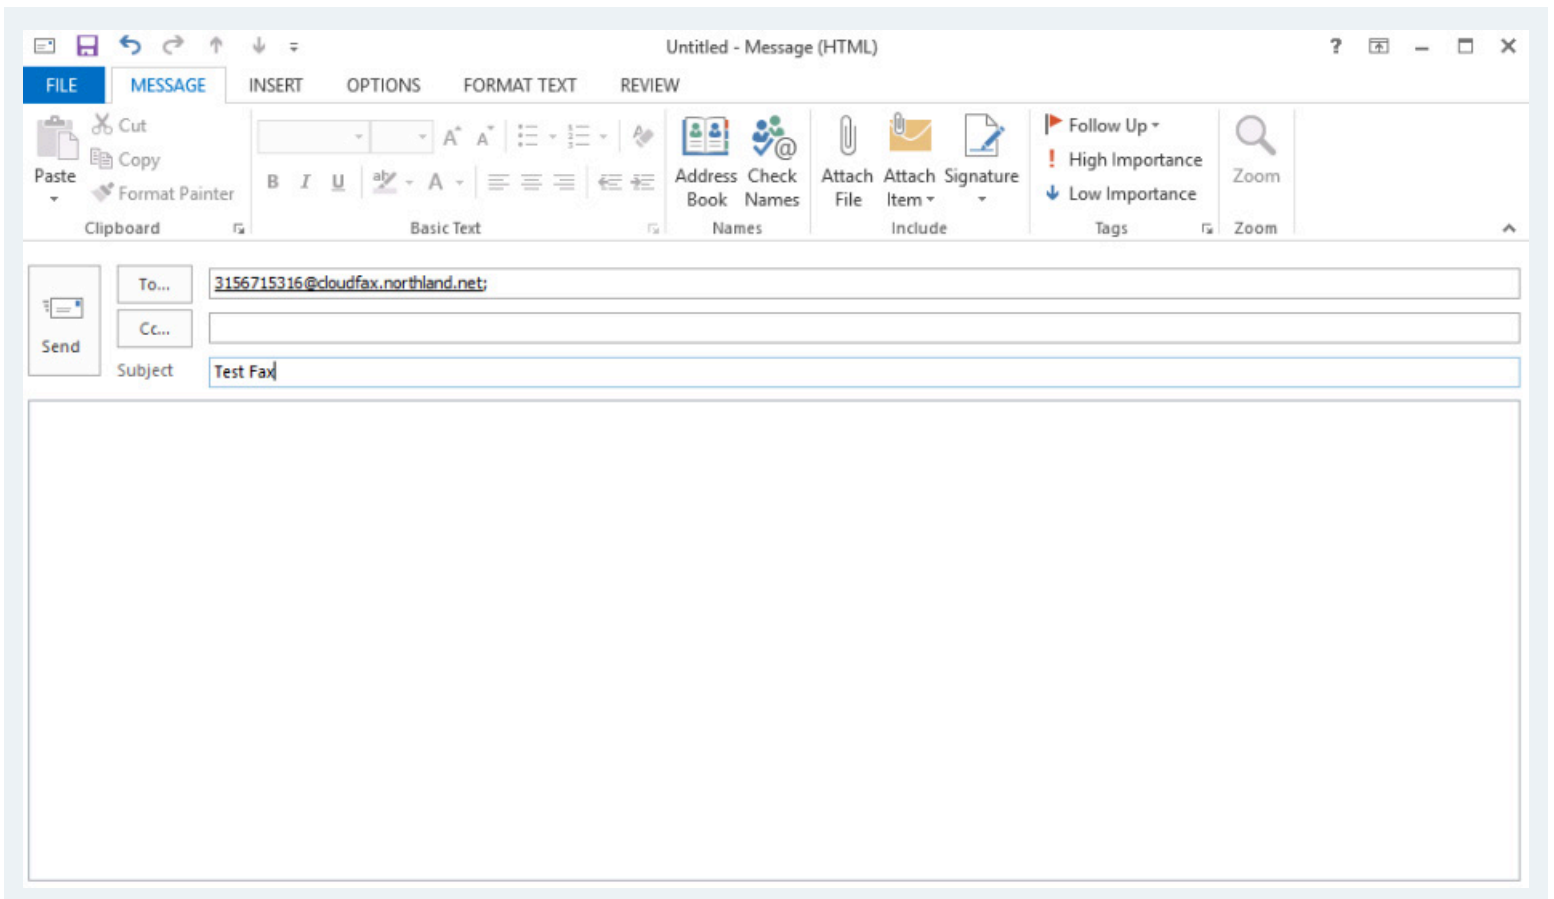 Untitled - Message (HTML)
?
FILE MESSAGE INSERT OPTIONS FORMAT TEXT REVIEW
Paste
Cut
Copy
Format Painter
Clipboard
B I U ab A
A A
Basic Text
Address Book
Check Names
Names
Attach File
Attach Item
Signature
Include
Follow Up
! High Importance
Low Importance
Tags
Zoom
Zoom
Send
To...
3156715316@cloudfax.northland.net;
Cc...
Subject
Test Fax